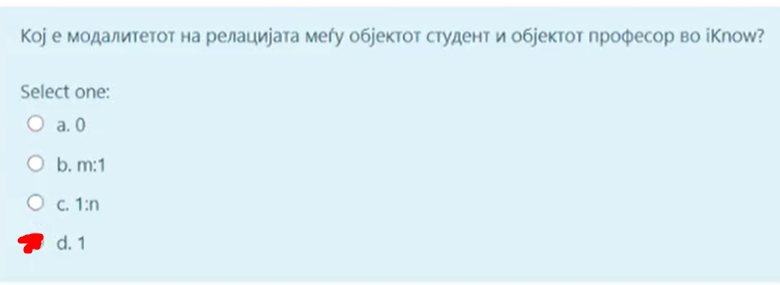 Кој е модалитетот на релацијата меѓу објектот студент и објектот професор во iKnow?
Select one:
a. 0
b. m:1
c. 1:n
d. 1